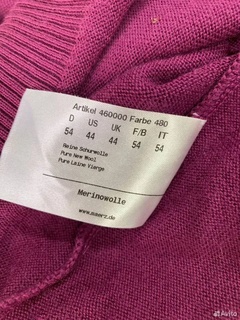 Artikel 460000 Farbe 480
D US UK F/B IT
54 44 44 54 54
Reine Schurwolle
Pure New Wool
Pure Laine Vierge
Merinowolle
www.maerz.de
Avito